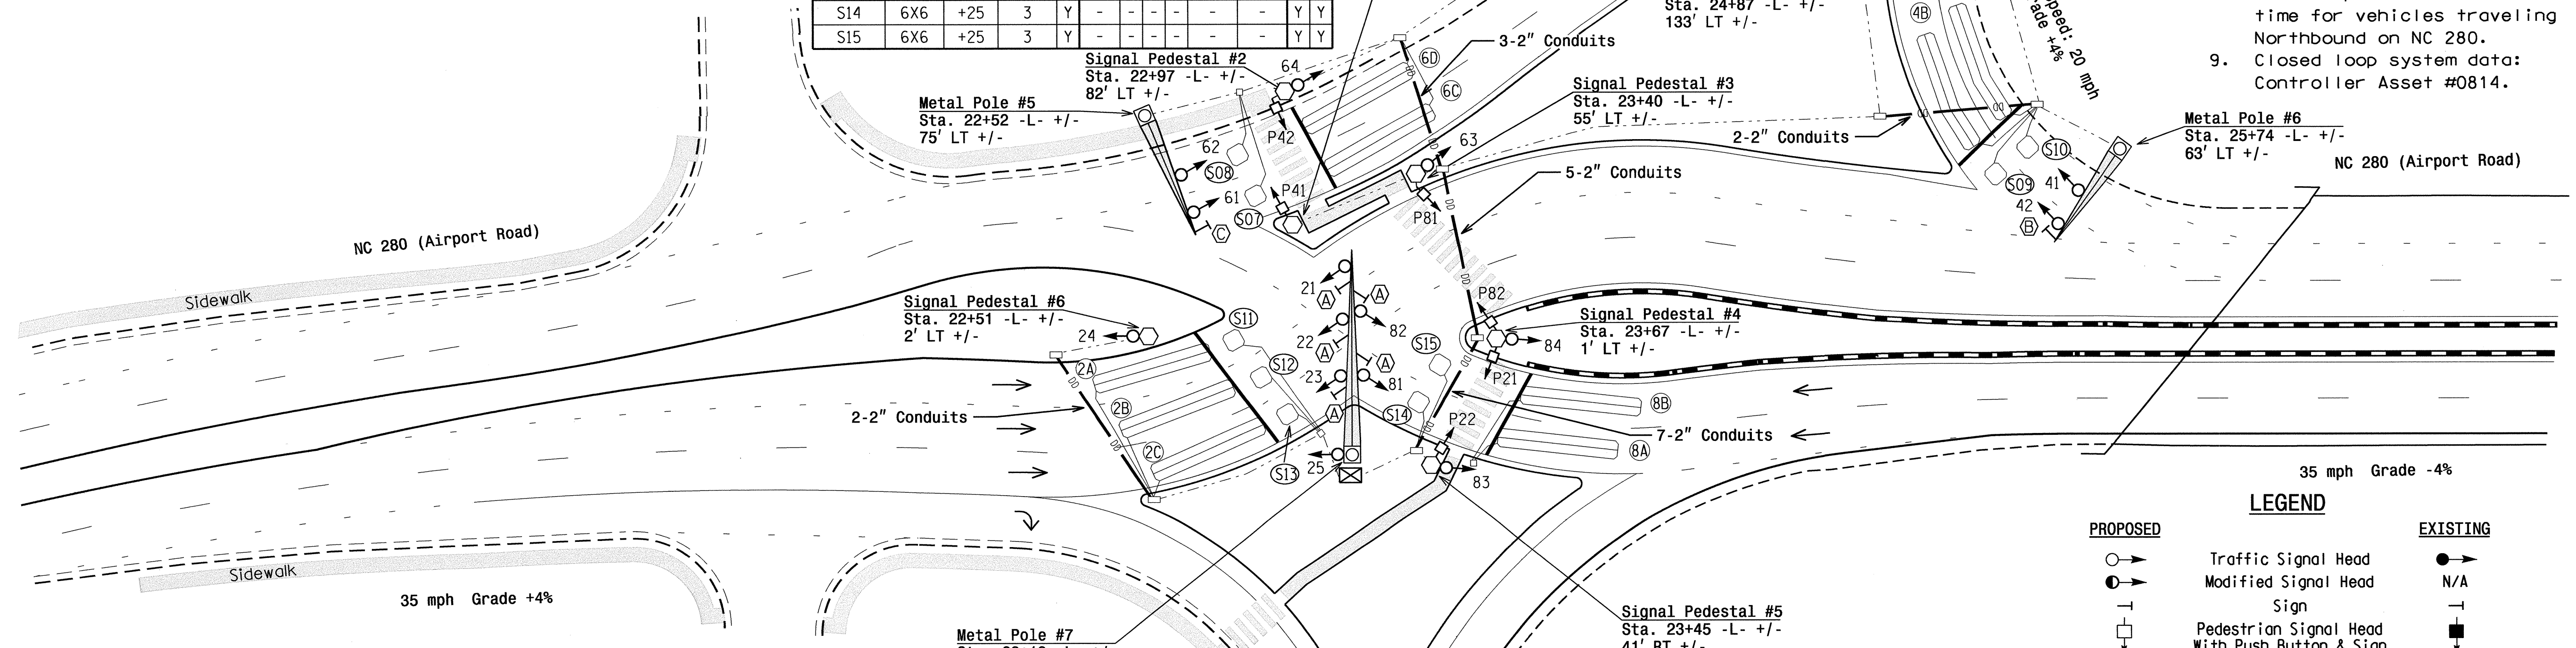 S14 6X6 +25 3 Y - - - - - - Y Y
S15 6X6 +25 3 Y - - - - - - Y Y
Signal Pedestal #2
Sta. 22+97 -L- +/-
82' LT +/-
64
3-2" Conduits
6D
6C
Sta. 24+87 -L- +/-
133' LT +/-
4B
Speed: 20 mph
Grade +4%
time for vehicles traveling
Northbound on NC 280.
9. Closed loop system data:
Controller Asset #0814.
Metal Pole #5
Sta. 22+52 -L- +/-
75' LT +/-
P42
62
S08
61
S07
C
P41
63
P81
Signal Pedestal #3
Sta. 23+40 -L- +/-
55' LT +/-
2-2" Conduits
5-2" Conduits
S10
S09
41
42
B
Metal Pole #6
Sta. 25+74 -L- +/-
63' LT +/-
NC 280 (Airport Road)
NC 280 (Airport Road)
Sidewalk
Signal Pedestal #6
Sta. 22+51 -L- +/-
2' LT +/-
24
S11
S12
S13
21
A
A
22
82
A
A
23
81
A
S15
S14
P82
P21
P22
Signal Pedestal #4
Sta. 23+67 -L- +/-
1' LT +/-
84
2A
2B
2C
2-2" Conduits
8B
8A
7-2" Conduits
25
83
35 mph Grade -4%
Sidewalk
35 mph Grade +4%
Metal Pole #7
Signal Pedestal #5
Sta. 23+45 -L- +/-
41' RT +/-
LEGEND
PROPOSED EXISTING
Traffic Signal Head
Modified Signal Head N/A
Sign
Pedestrian Signal Head
With Push Button & Sign